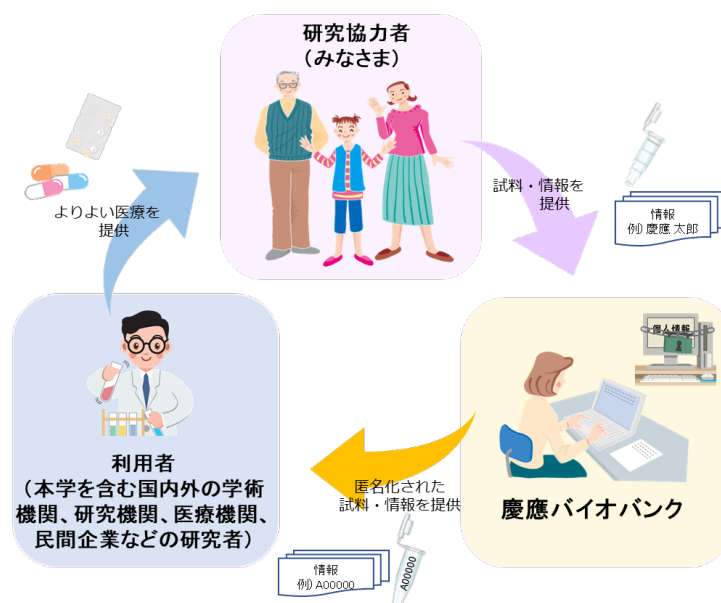 研究協力者
（みなさま）
試料・情報を
提供
情報
例）慶應 太郎
個人情報
慶應バイオバンク
匿名化された
試料・情報を提供
情報
例）A00000
A00000
利用者
（本学を含む国内外の学術
機関、研究機関、医療機関、
民間企業などの研究者）
よりよい医療を
提供